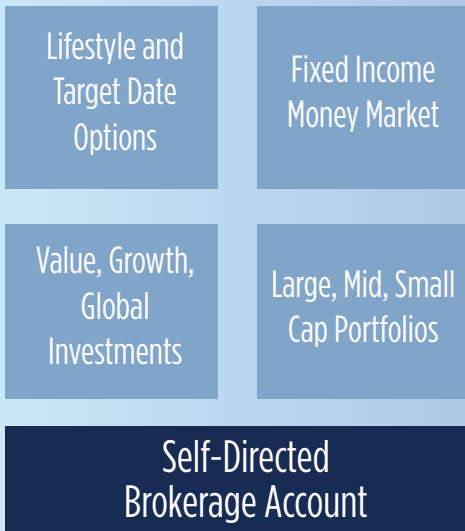 Lifestyle and
Target Date
Options
Fixed Income
Money Market
Value, Growth,
Global
Investments
Large, Mid, Small
Cap Portfolios
Self-Directed
Brokerage Account